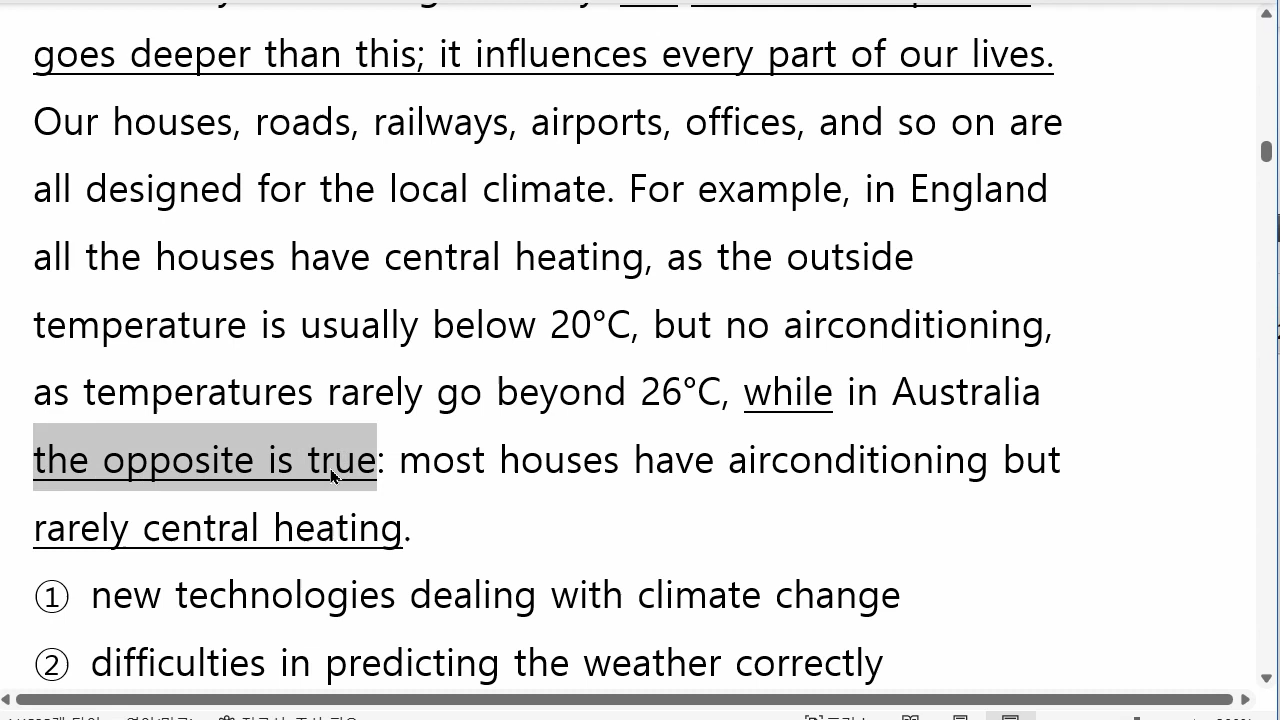 goes deeper than this; it influences every part of our lives.
Our houses, roads, railways, airports, offices, and so on are
all designed for the local climate. For example, in England
all the houses have central heating, as the outside
temperature is usually below 20°C, but no airconditioning,
as temperatures rarely go beyond 26°C, while in Australia
the opposite is true: most houses have airconditioning but
rarely central heating.
① new technologies dealing with climate change
② difficulties in predicting the weather correctly